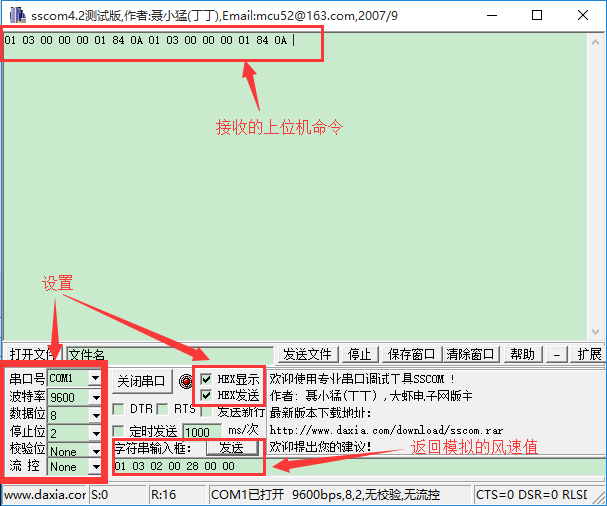 sscom4.2测试版,作者:聂小猛(丁丁),Email:mcu52@163.com,2007/9
01 03 00 00 00 01 84 0A 01 03 00 00 00 01 84 0A
接收的上位机命令
设置
打开文件 文件名 发送文件 停止 保存窗口 清除窗口 帮助 — 扩展
串口号 COM1 关闭串口 HEX显示 欢迎使用专业串口调试工具SSCOM !
波特率 9600 HEX发送 作者: 聂小猛(丁丁) ,大虾电子网版主
数据位 8 DTR RTS 发送新行 最新版本下载地址:
停止位 2 定时发送 1000 ms/次 http://www.daxia.com/download/sscom.rar
校验位 None 字符串输入框: 发送 欢迎提出您的建议!
返回模拟的风速值
流 控 None 01 03 02 00 28 00 00
www.daxia.cor S:0 R:16 COM1已打开 9600bps,8,2,无校验,无流控 CTS=0 DSR=0 RLSD